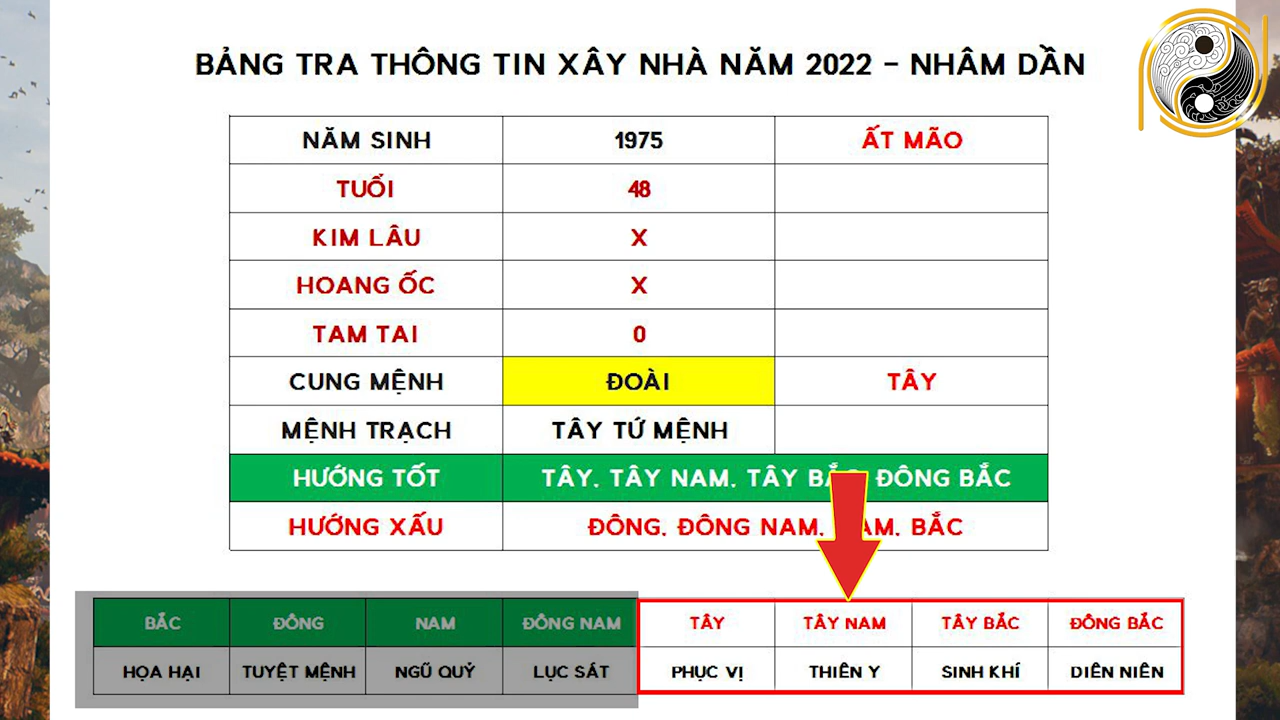 BẢNG TRA THÔNG TIN XÂY NHÀ NĂM 2022 - NHÂM DẦN
NĂM SINH 1975 ẤT MÃO
TUỔI 48
KIM LÂU X
HOANG ỐC X
TAM TAI 0
CUNG MỆNH ĐOÀI TÂY
MỆNH TRẠCH TÂY TỨ MỆNH
HƯỚNG TỐT TÂY, TÂY NAM, TÂY ĐÔNG BẮC
HƯỚNG XẤU ĐÔNG, ĐÔNG NAM, BẮC
BẮC ĐÔNG NAM ĐÔNG NAM TÂY TÂY NAM TÂY BẮC ĐÔNG BẮC
HỌA HẠI TUYỆT MỆNH NGŨ QUỶ LỤC SÁT PHỤC VỊ THIÊN Y SINH KHÍ DIÊN NIÊN